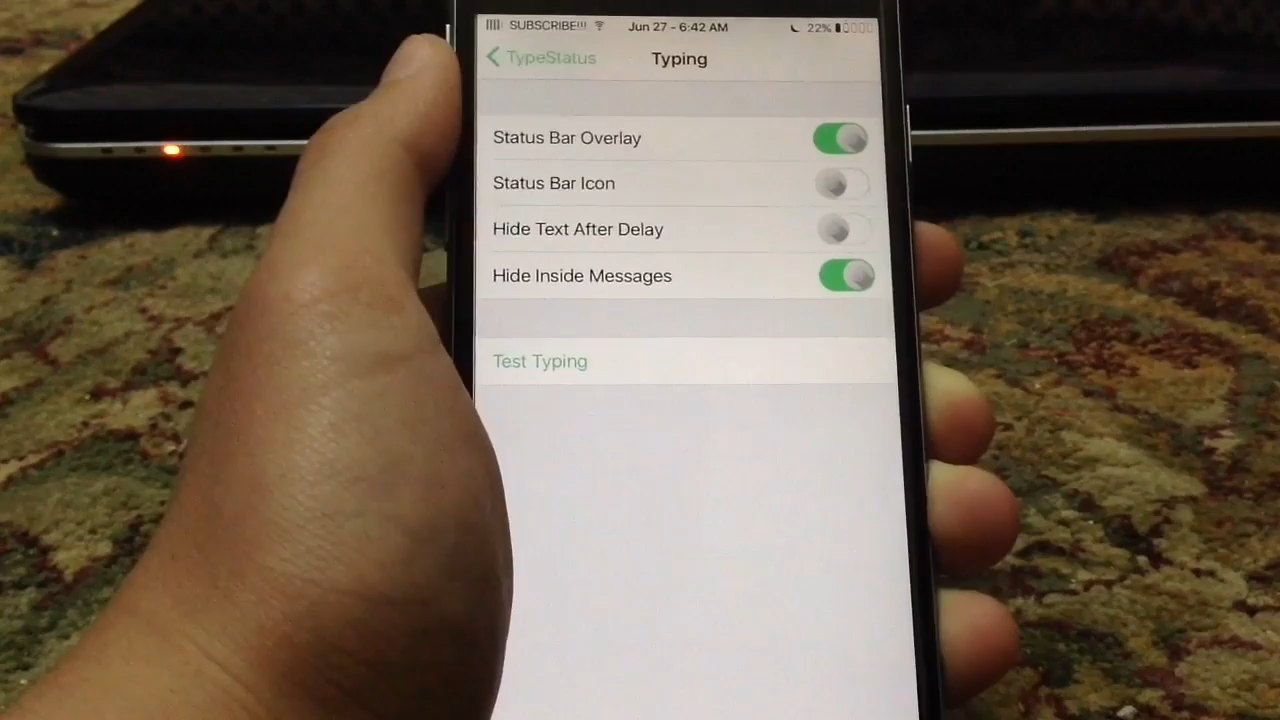 SUBSCRIBE!!! Jun 27 - 6:42 AM 22%
TypeStatus Typing
Status Bar Overlay
Status Bar Icon
Hide Text After Delay
Hide Inside Messages
Test Typing